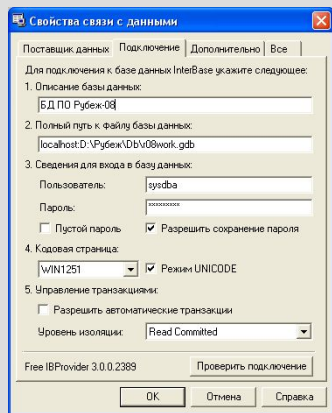 Свойства связи с данными
Поставщик данных Подключение Дополнительно Все
Для подключения к базе данных InterBase укажите следующее:
1. Описание базы данных:
БД ПО Рубеж-08
2. Полный путь к файлу базы данных:
localhost:D:\Рубеж\Db\r08work.gdb
3. Сведения для входа в базу данных:
Пользователь: sysdba
Пароль: ********* 
Пустой пароль Разрешить сохранение пароля
4. Кодовая страница:
WIN1251 Режим UNICODE
5. Управление транзакциями:
Разрешить автоматические транзакции
Уровень изоляции: Read Committed
Free IBProvider 3.0.0.2389 Проверить подключение
OK Отмена Справка